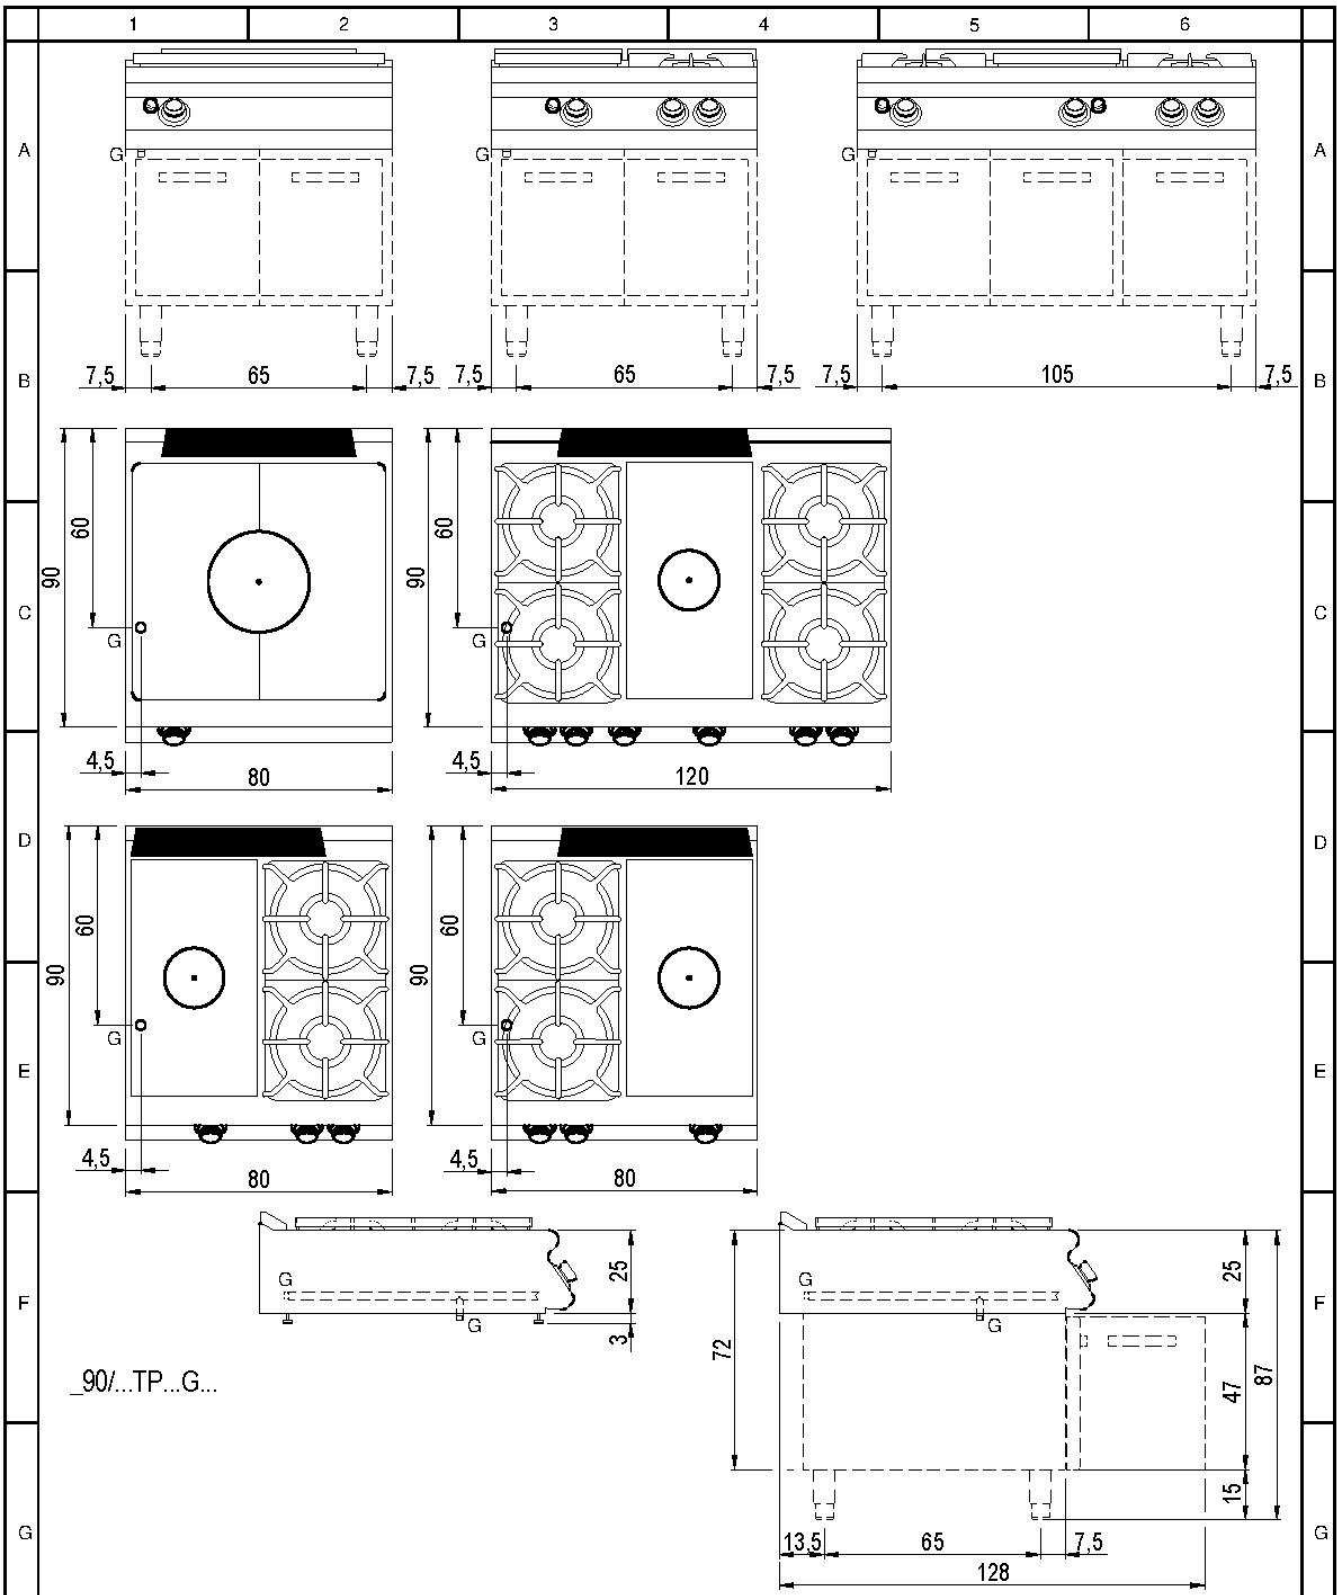 1 2 3 4 5 6
A A
G G G
B B
7,5 65 7,5 7,5 65 7,5 7,5 105 7,5
60 60
90 90
C C
G G
4,5 80 4,5 120
D D
60 60
90 90
G G
E E
4,5 80 4,5 80
F F
G G 25 3
G G 25 72 47 87 15
_90/...TP...G...
G G
13,5 65 7,5
128